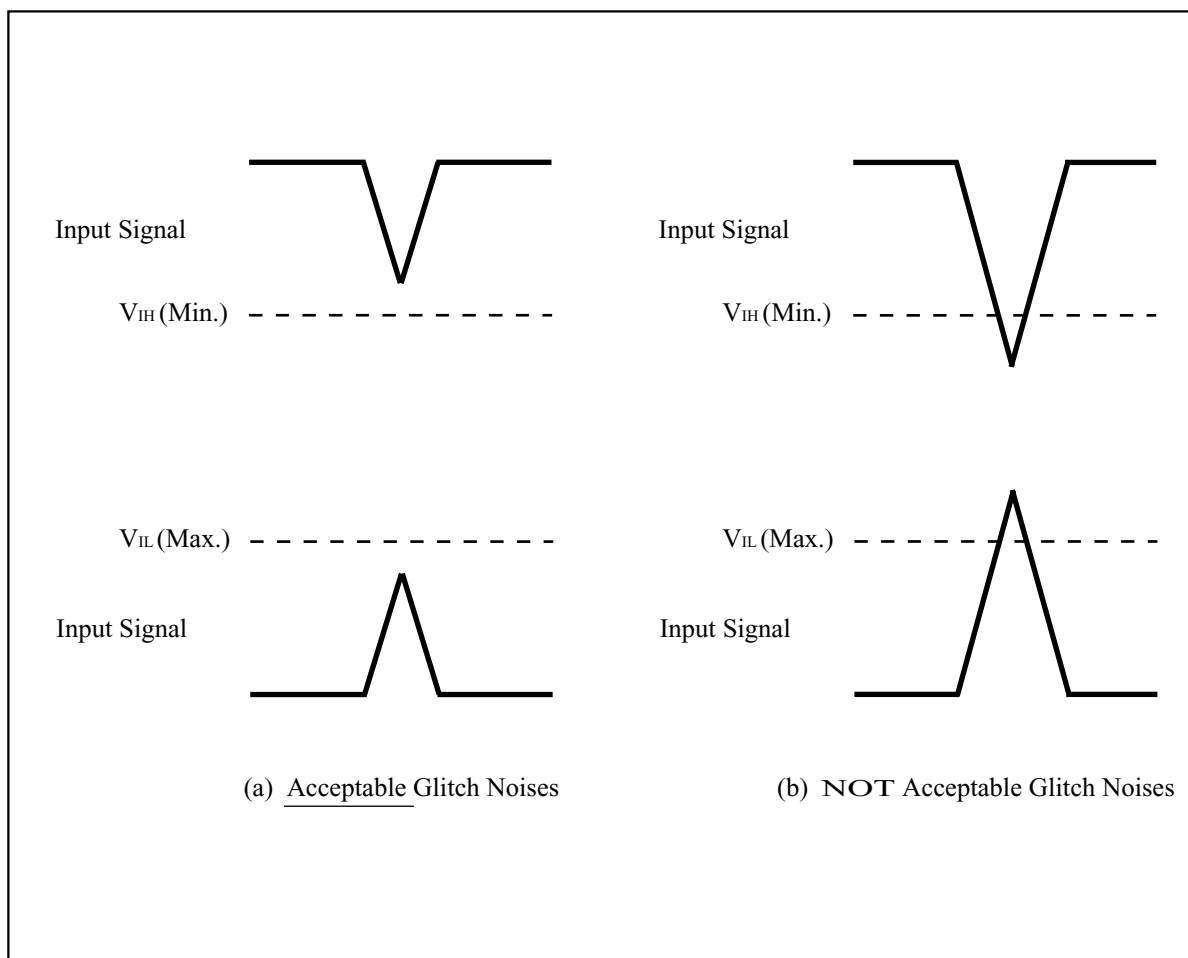 Input Signal
Input Signal
VIH (Min.)
VIH (Min.)
VIL (Max.)
VIL (Max.)
Input Signal
Input Signal
(a) Acceptable Glitch Noises
(b) NOT Acceptable Glitch Noises